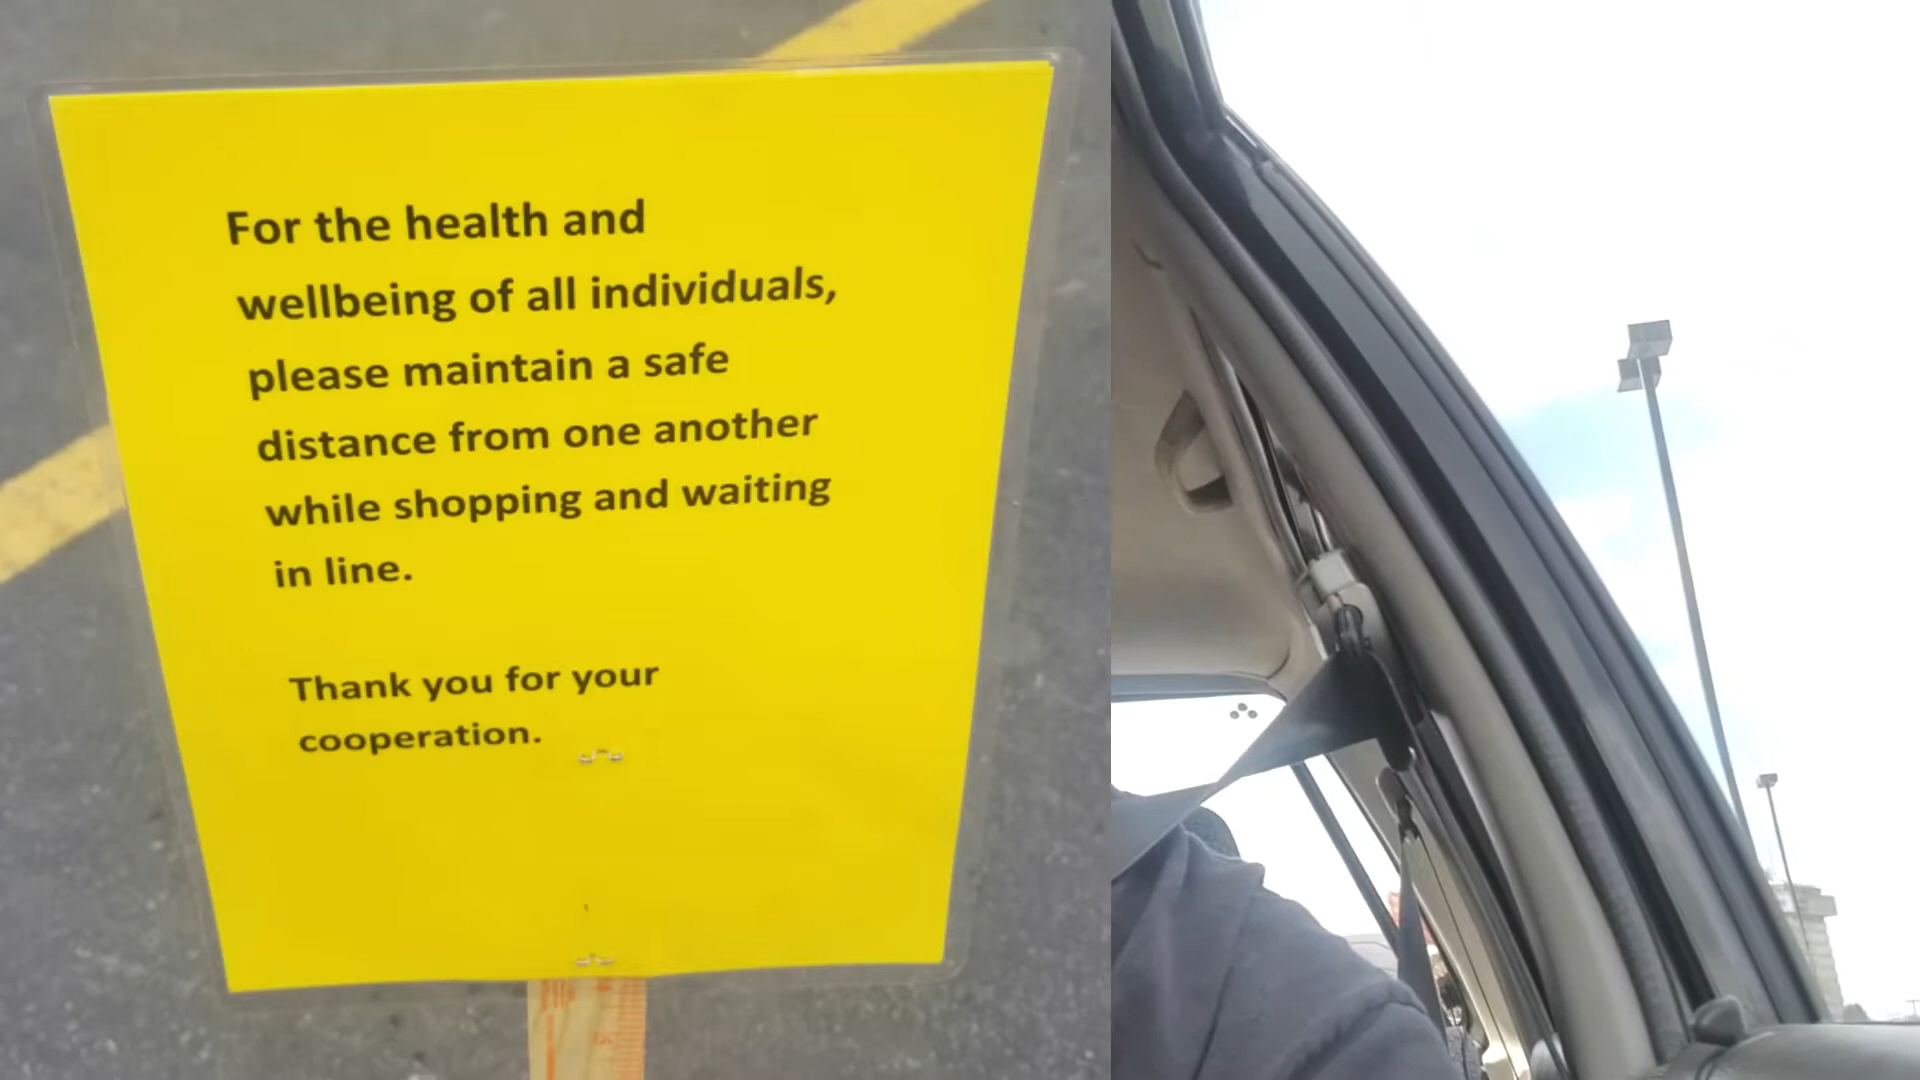 For the health and
wellbeing of all individuals,
please maintain a safe
distance from one another
while shopping and waiting
in line.
Thank you for your
cooperation.